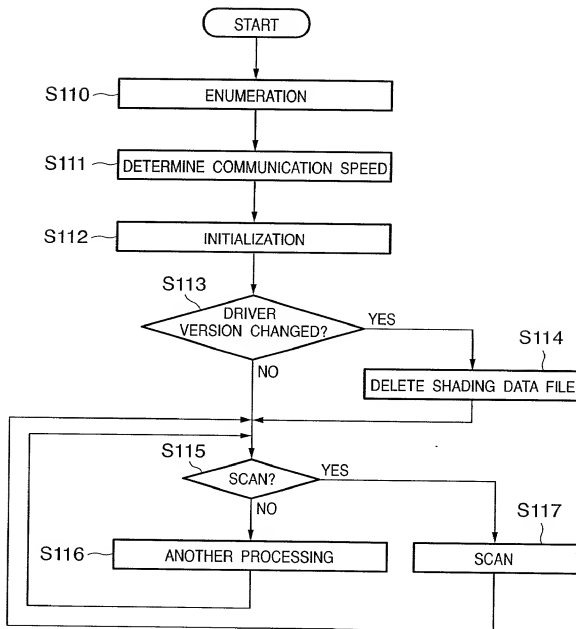 START
S110
ENUMERATION
S111
DETERMINE COMMUNICATION SPEED
S112
INITIALIZATION
S113
DRIVER
VERSION CHANGED?
YES
NO
S114
DELETE SHADING DATA FILE
S115
SCAN?
YES
NO
S116
ANOTHER PROCESSING
S117
SCAN